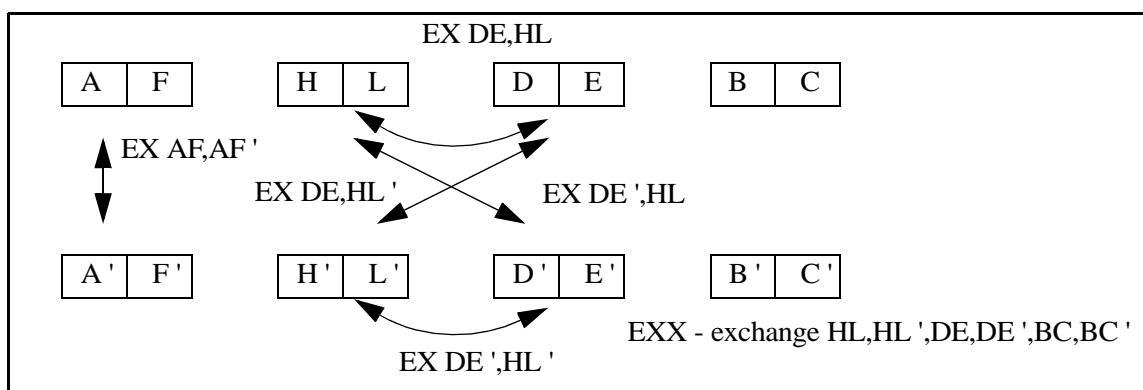 EX DE,HL
A F H L D E B C
EX AF,AF '
EX DE,HL ' EX DE ',HL
A ' F ' H ' L ' D ' E ' B ' C '
EXX - exchange HL,HL ',DE,DE ',BC,BC '
EX DE ',HL '